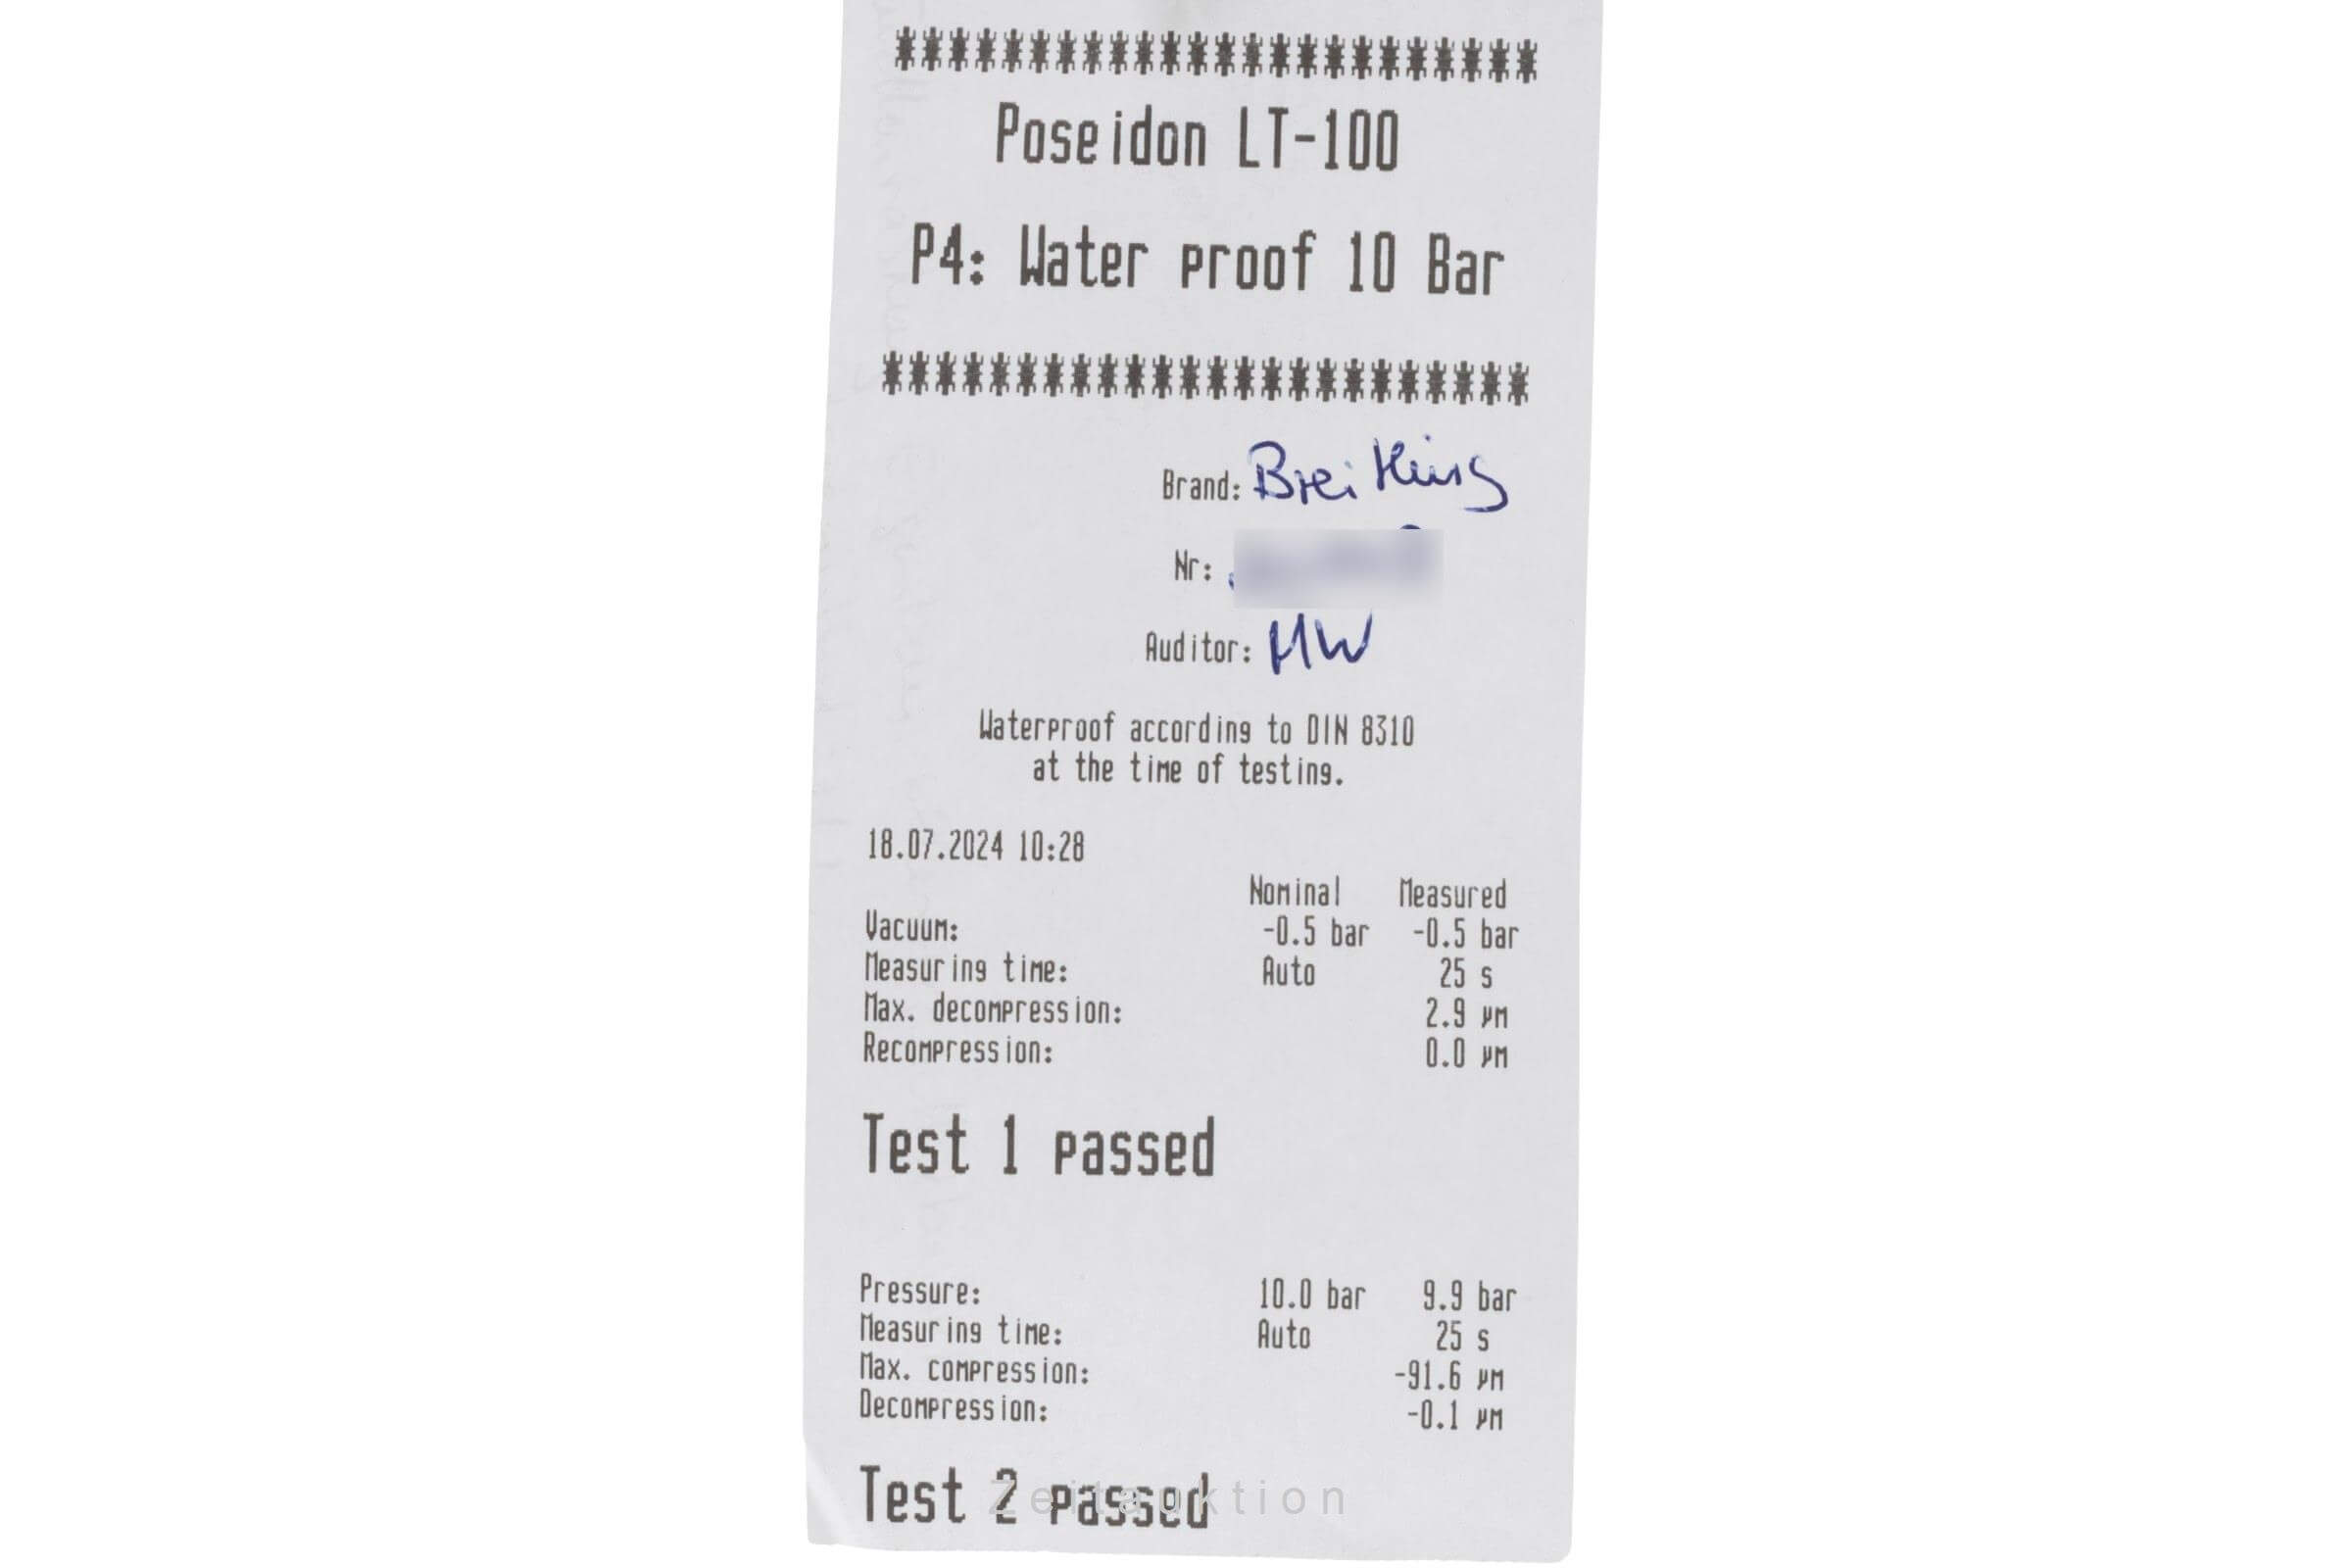 ************************
Poseidon LT-100
P4: Water proof 10 Bar
************************
Brand: Breitling
Nr:
Auditor: MW
Waterproof according to DIN 8310
at the time of testing.
18.07.2024 10:28
Nominal Measured
Vacuum: -0.5 bar -0.5 bar
Measuring time: Auto 25 s
Max. decompression: 2.9 µm
Recompression: 0.0 µm
Test 1 passed
Pressure: 10.0 bar 9.9 bar
Measuring time: Auto 25 s
Max. compression: -91.6 µm
Decompression: -0.1 µm
Test 2 passed
Zeitauktion